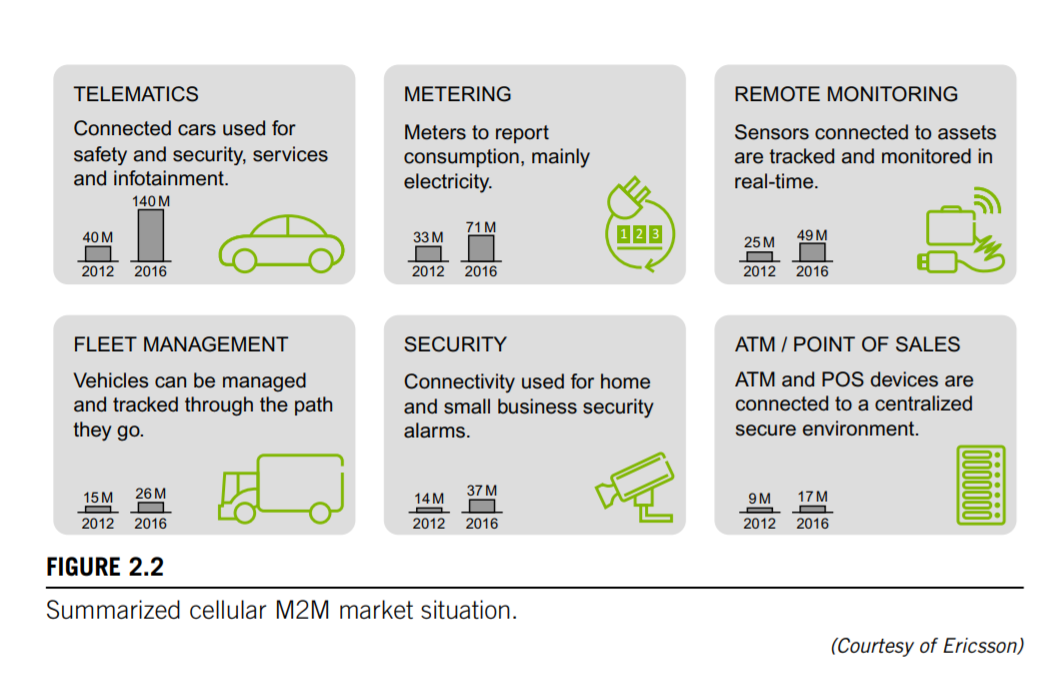 TELEMATICS
Connected cars used for
safety and security, services
and infotainment.
140 M
40 M
2012 2016
METERING
Meters to report
consumption, mainly
electricity.
71 M
33 M
1 2 3
2012 2016
REMOTE MONITORING
Sensors connected to assets
are tracked and monitored in
real-time.
49 M
25 M
2012 2016
FLEET MANAGEMENT
Vehicles can be managed
and tracked through the path
they go.
26 M
15 M
2012 2016
SECURITY
Connectivity used for home
and small business security
alarms.
37 M
14 M
2012 2016
ATM / POINT OF SALES
ATM and POS devices are
connected to a centralized
secure environment.
17 M
9 M
2012 2016
FIGURE 2.2
Summarized cellular M2M market situation.
(Courtesy of Ericsson)